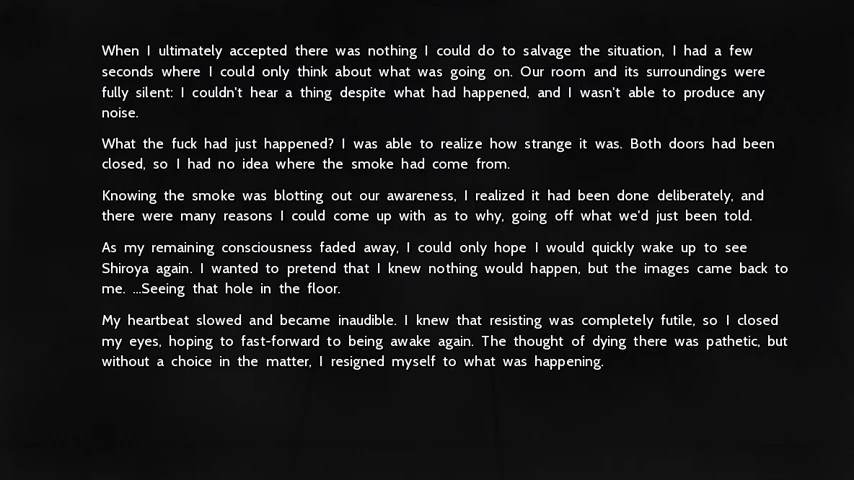 When I ultimately accepted there was nothing I could do to salvage the situation, I had a few
seconds where I could only think about what was going on. Our room and its surroundings were
fully silent: I couldn't hear a thing despite what had happened, and I wasn't able to produce any
noise.
What the fuck had just happened? I was able to realize how strange it was. Both doors had been
closed, so I had no idea where the smoke had come from.
Knowing the smoke was blotting out our awareness, I realized it had been done deliberately, and
there were many reasons I could come up with as to why, going off what we'd just been told.
As my remaining consciousness faded away, I could only hope I would quickly wake up to see
Shiroya again. I wanted to pretend that I knew nothing would happen, but the images came back to
me. ...Seeing that hole in the floor.
My heartbeat slowed and became inaudible. I knew that resisting was completely futile, so I closed
my eyes, hoping to fast-forward to being awake again. The thought of dying there was pathetic, but
without a choice in the matter, I resigned myself to what was happening.